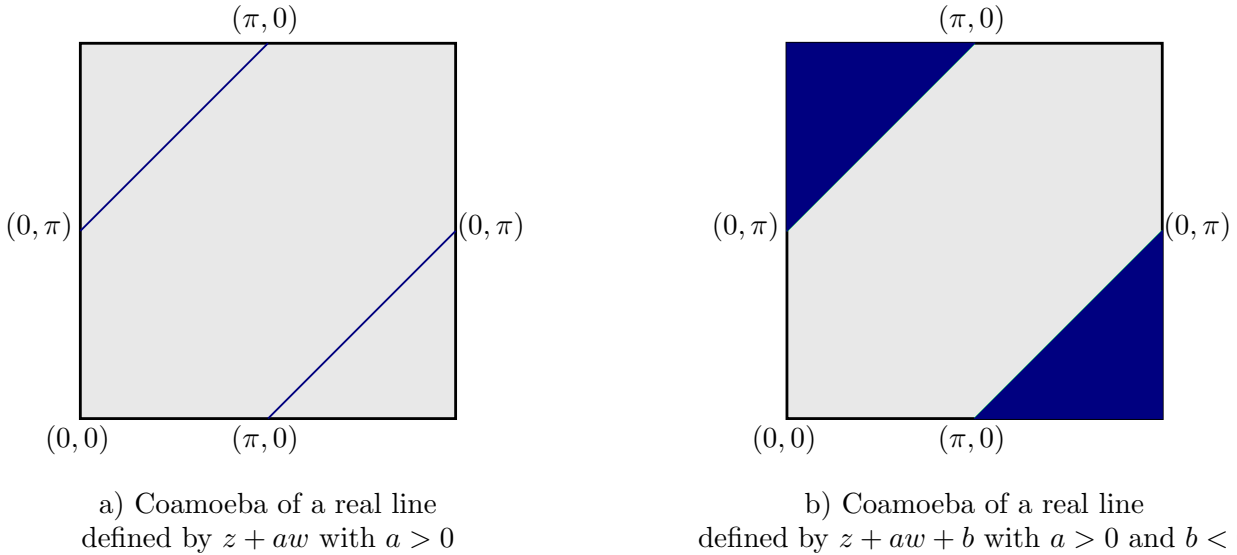 (π, 0)
(0, π)
(0, π)
(0, 0)
(π, 0)
a) Coamoeba of a real line
defined by z + aw with a > 0
(π, 0)
(0, π)
(0, π)
(0, 0)
(π, 0)
b) Coamoeba of a real line
defined by z + aw + b with a > 0 and b <